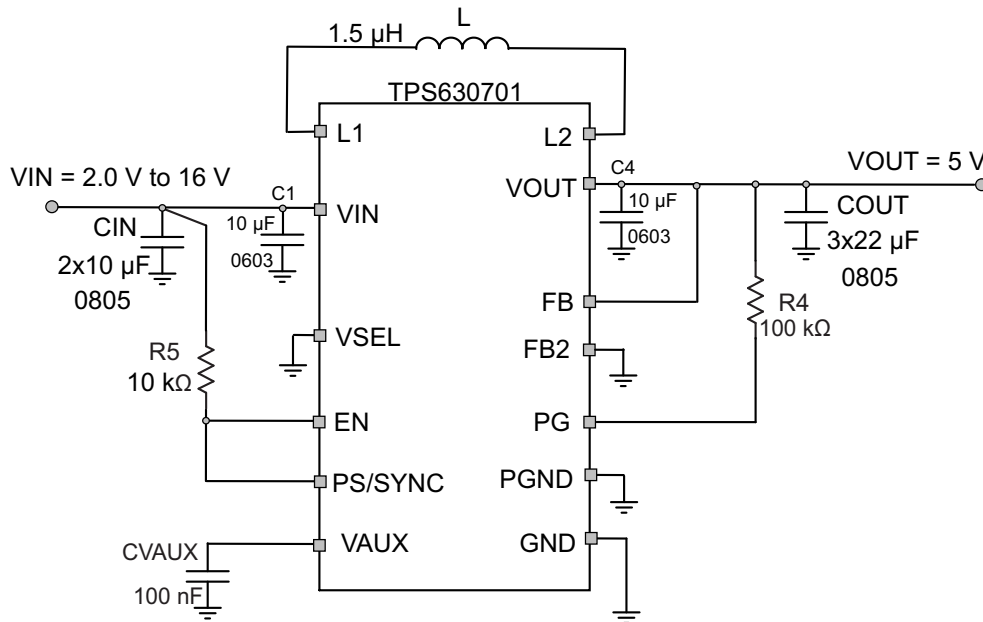 L
1.5 µH
TPS630701
L1
L2
VIN = 2.0 V to 16 V
C1
VIN
CIN
10 µF
0603
2x10 µF
0805
VOUT = 5 V
C4
VOUT
10 µF
0603
COUT
3x22 µF
0805
FB
R4
100 kΩ
VSEL
FB2
R5
10 kΩ
EN
PG
PS/SYNC
PGND
CVAUX
VAUX
GND
100 nF